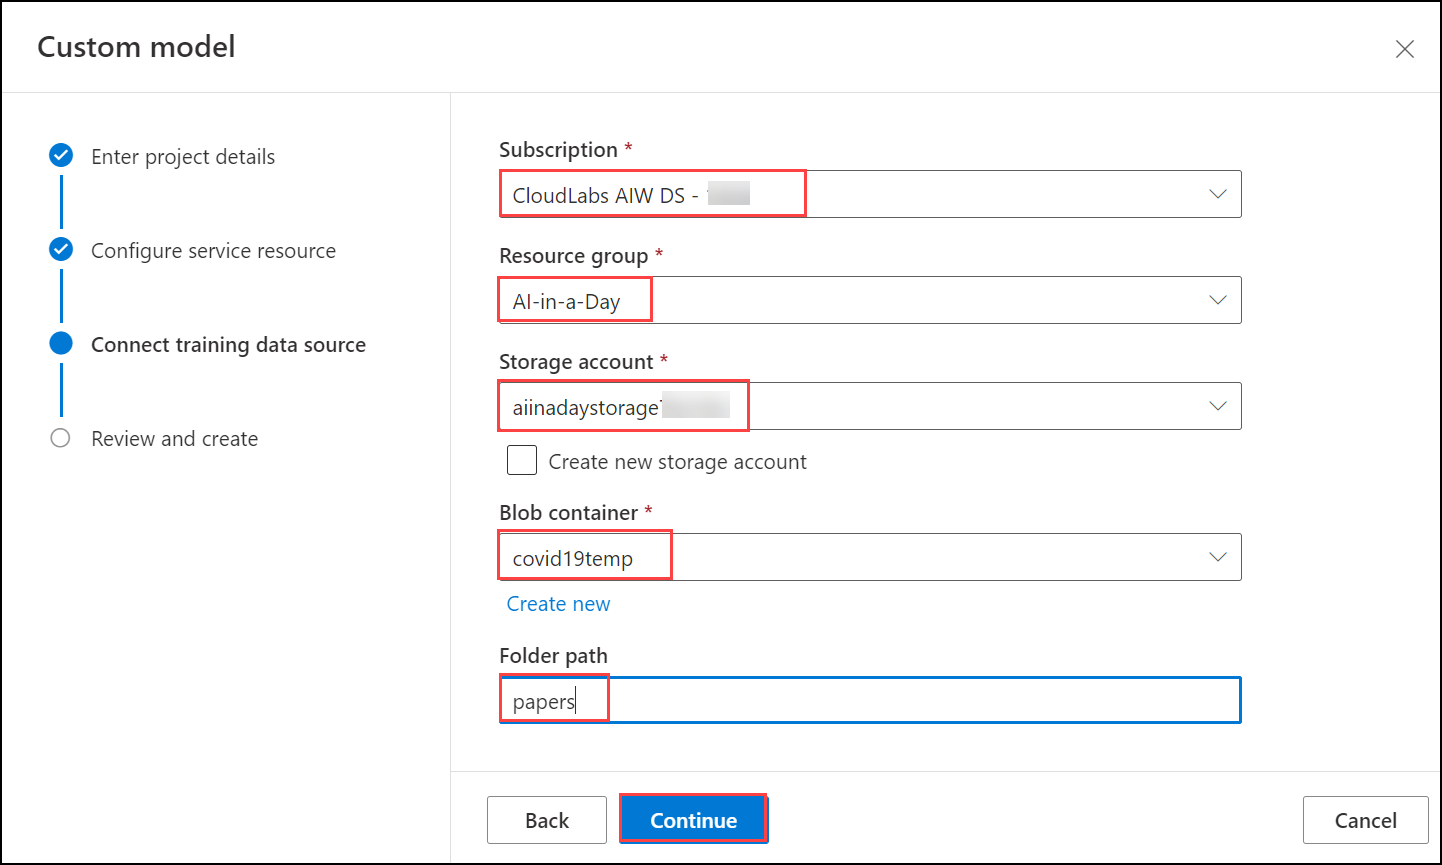 Custom model
Enter project details
Configure service resource
Connect training data source
Review and create
Subscription *
CloudLabs AIW DS -
Resource group *
AI-in-a-Day
Storage account *
aiinadaystorage
Create new storage account
Blob container *
covid19temp
Create new
Folder path
papers
Back
Continue
Cancel